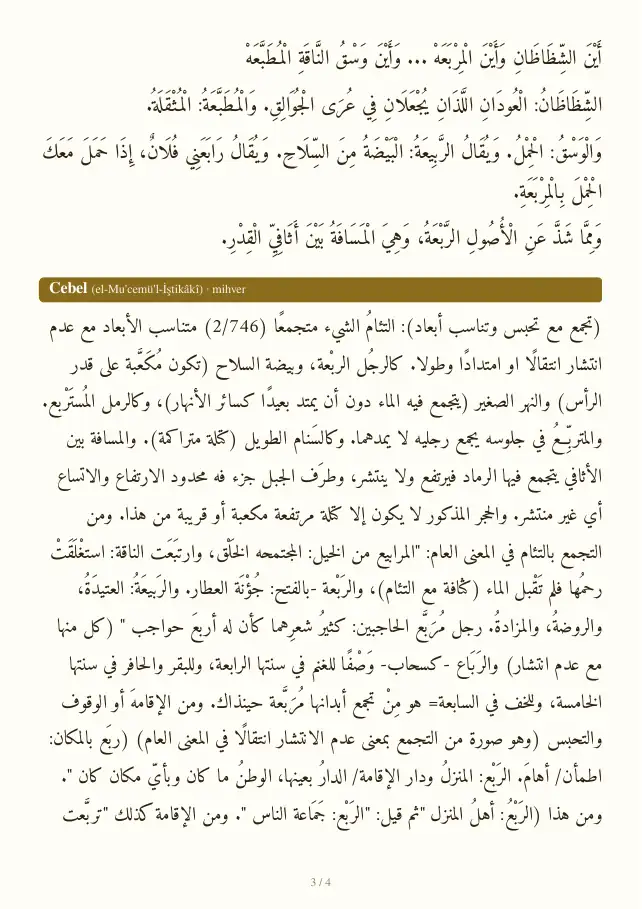 أَيْنَ الشِّظَاظَانِ وَأَيْنَ الْمِرْبَعَهْ ... وَأَيْنَ وَسْقُ النَّاقَةِ الْمُطَبَّعَهْ
الشِّظَاظَانُ: الْعُودَانِ اللَّذَانِ يُجْعَلَانِ فِي عُرَى الْجُوَالِقِ. وَالْمُطَبَّعَةُ: الْمُثْقَلَةُ.
وَالْوَسْقُ: الْحِمْلُ. وَيُقَالُ الرَّبِيعَةُ: الْبَيْضَةُ مِنَ السِّلَاحِ. وَيُقَالُ رَابَعَنِي فُلَانٌ، إِذَا حَمَلَ مَعَكَ
الْحِمْلَ بِالْمِرْبَعَةِ.
وَمِمَّا شَذَّ عَنِ الْأُصُولِ الرَّبْعَةُ، وَهِيَ الْمَسَافَةُ بَيْنَ أَثَافِيِّ الْقِدْرِ.
Cebel (el-Mu'cemü'l-İştikâkî) · mihver
(تجمع مع تحبس وتناسب أبعاد): التئامُ الشيء متجمعًا (2/746) متناسب الأبعاد مع عدم
انتشار انتقالًا او امتدادًا وطولا. كالرجُل الربْعة، وبيضة السلاح (تكون مُكَعَّبة على قدر
الرأس) والنهر الصغير (يتجمع فيه الماء دون أن يمتد بعيدًا كسائر الأنهار)، وكالرمل المُستَرْبع.
والمتربِّعُ في جلوسه يجمع رجليه لا يمدهما. وكالسَنام الطويل (كتلة متراكمة). والمسافة بين
الأثافي يتجمع فيها الرماد فيرتفع ولا ينتشر، وطرَف الجبل جزء فه محدود الارتفاع والاتساع
أي غير منتشر. والحجر المذكور لا يكون إلا كتلة مرتفعة مكعبة أو قريبة من هذا. ومن
التجمع بالتئام في المعنى العام: "المرابيع من الخيل: المجتمعه الخَلْق، وارتبَعَت الناقة: استغْلَقَتْ
رحمُها فلم تَقْبل الماء (كثافة مع التئام)، والرَبْعة -بالفتح: جُؤْنَة العطار. والرَبيعَةُ: العتيدَةُ،
والروضةُ، والمزادةُ. رجل مُرَبَّع الحاجبين: كثيرُ شعرِهما كأن له أربعَ حواجب " (كل منها
مع عدم انتشار) والرَبَاع -كسحاب- وَصْفًا للغنم في سنتها الرابعة، وللبقر والحافر في سنتها
الخامسة، وللخف في السابعة= هو مِنْ تجمع أبدانها مُرَبَّعة حينذاك. ومن الإقامهَ أو الوقوف
والتحبس (وهو صورة من التجمع بمعنى عدم الانتشار انتقالًا في المعنى العام) (ربَع بالمكان:
اطمأن/ أهامَ. الرَبْع: المنزلُ ودار الإقامة/ الدارُ بعينها، الوطنُ ما كان وبأيّ مكان كان ".
ومن هذا (الرَبْعُ: أهلُ المنزل "ثم قيل: "الرَبْع: جَمَاعة الناس ". ومن الإقامة كذلك "تربَّعت
3 / 4